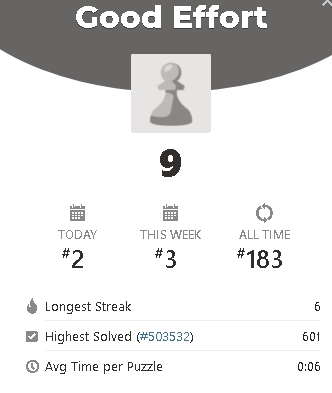 Good Effort
9
TODAY THIS WEEK ALL TIME
#2 #3 #183
Longest Streak 6
Highest Solved (#503532) 601
Avg Time per Puzzle 0:06